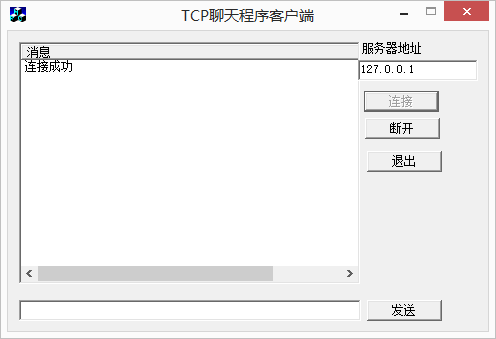 TCP聊天程序客户端
消息
连接成功
服务器地址
127.0.0.1
连接
断开
退出
发送